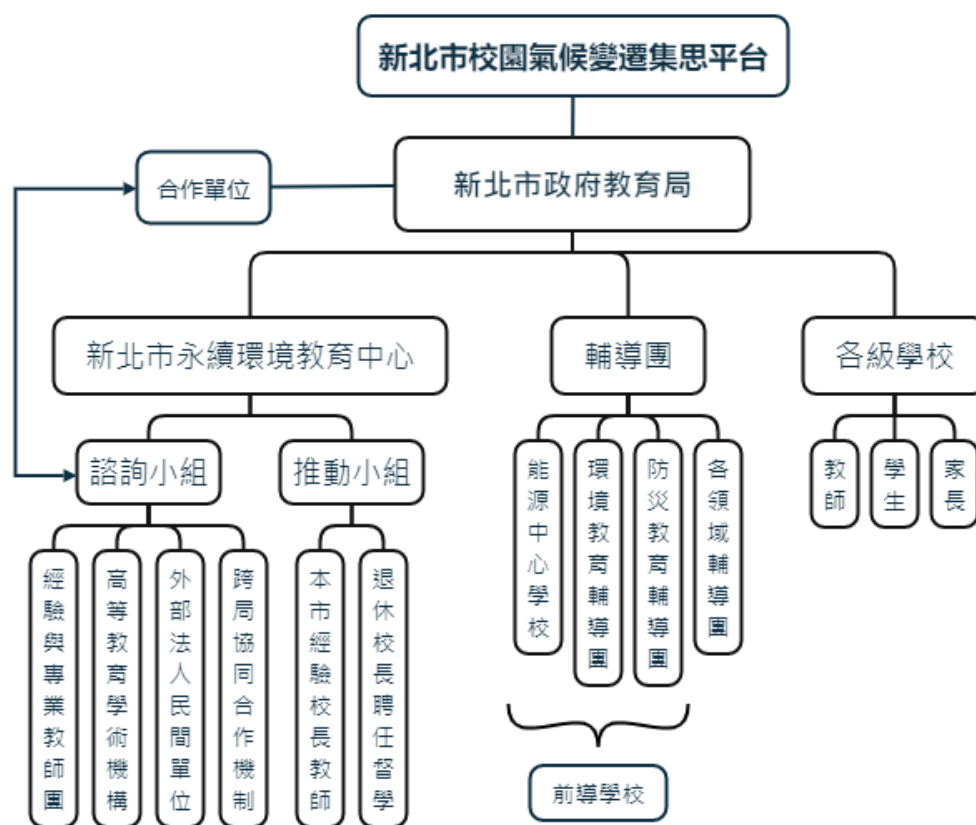 新北市校園氣候變遷集思平台
新北市政府教育局
合作單位
新北市永續環境教育中心
輔導團
各級學校
諮詢小組
推動小組
能源中心學校
環境教育輔導團
防災教育輔導團
各領域輔導團
教師
學生
家長
經驗與專業教師團
高等教育學術機構
外部法人民間單位
跨局協同合作機制
本市經驗校長教師
退休校長聘任督學
前導學校